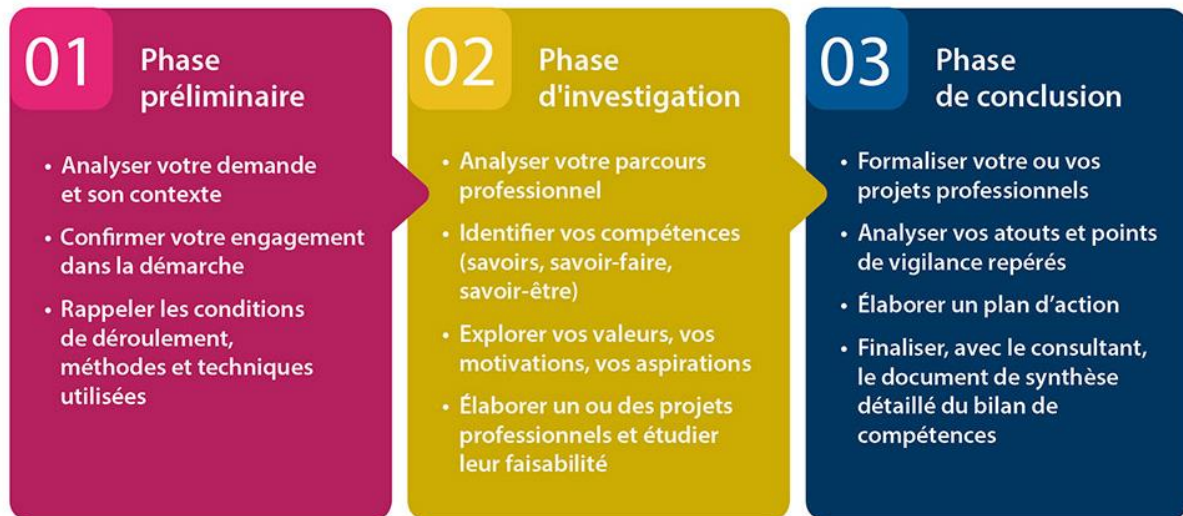 01
Phase
préliminaire
• Analyser votre demande
et son contexte
• Confirmer votre engagement
dans la démarche
• Rappeler les conditions
de déroulement,
méthodes et techniques
utilisées
02
Phase
d'investigation
• Analyser votre parcours
professionnel
• Identifier vos compétences
(savoirs, savoir-faire,
savoir-être)
• Explorer vos valeurs, vos
motivations, vos aspirations
• Élaborer un ou des projets
professionnels et étudier
leur faisabilité
03
Phase
de conclusion
• Formaliser votre ou vos
projets professionnels
• Analyser vos atouts et points
de vigilance repérés
• Élaborer un plan d’action
• Finaliser, avec le consultant,
le document de synthèse
détaillé du bilan de
compétences